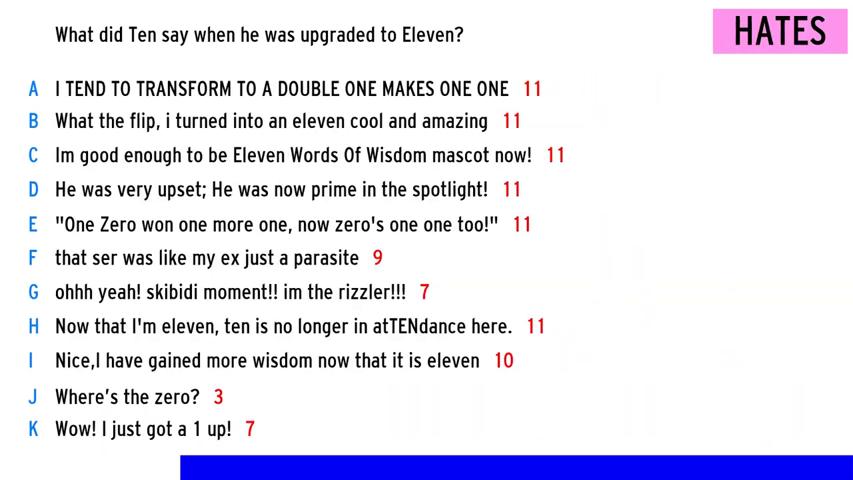 What did Ten say when he was upgraded to Eleven?
HATES
A I TEND TO TRANSFORM TO A DOUBLE ONE MAKES ONE ONE 11
B What the flip, i turned into an eleven cool and amazing 11
C Im good enough to be Eleven Words Of Wisdom mascot now! 11
D He was very upset; He was now prime in the spotlight! 11
E "One Zero won one more one, now zero's one one too!" 11
F that ser was like my ex just a parasite 9
G ohhh yeah! skibidi moment!! im the rizzler!!! 7
H Now that I'm eleven, ten is no longer in atTENdance here. 11
I Nice,I have gained more wisdom now that it is eleven 10
J Where's the zero? 3
K Wow! I just got a 1 up! 7